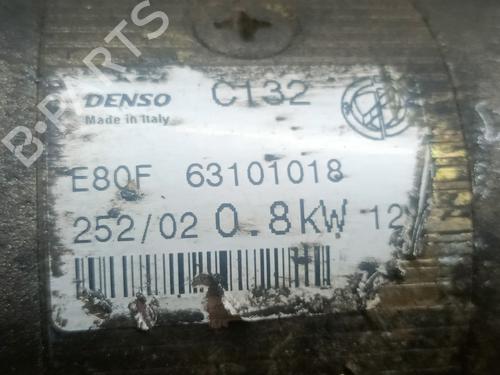 DENSO C132
Made in Italy
E80F 63101018
252/02 0.8kW 12
B-PARTS